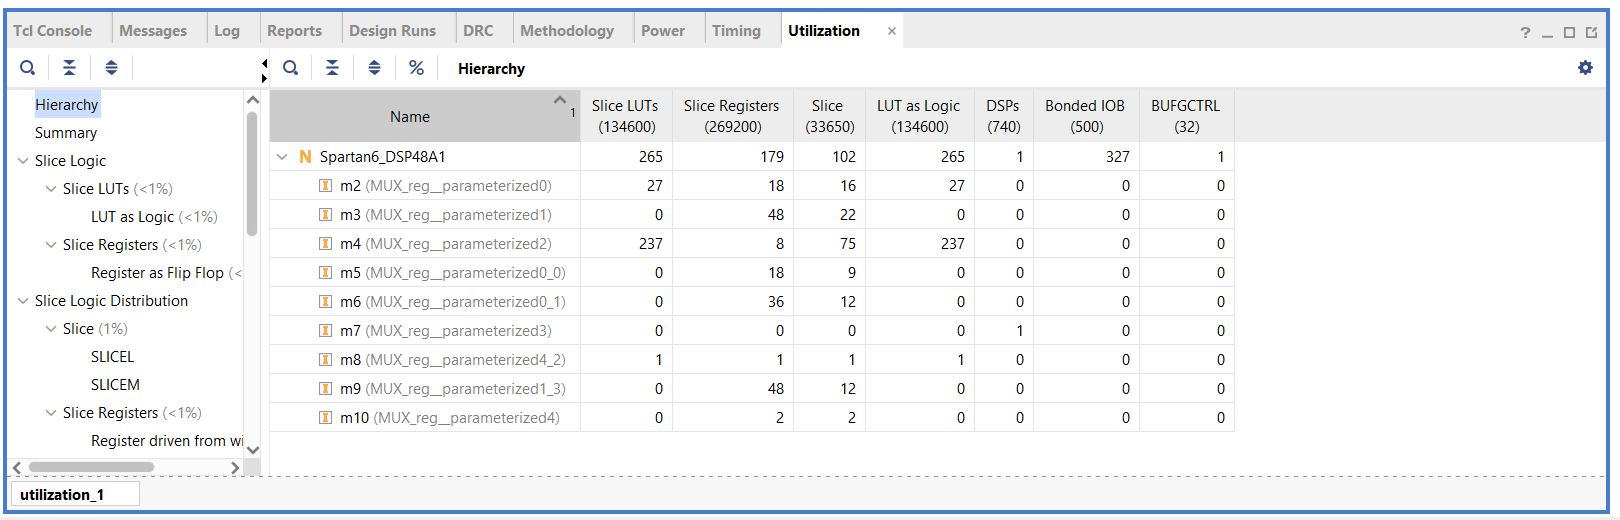 Tcl Console Messages Log Reports Design Runs DRC Methodology Power Timing Utilization × ? _
% Hierarchy
Hierarchy
Summary
Slice Logic
Slice LUTs (<1%)
LUT as Logic (<1%)
Slice Registers (<1%)
Register as Flip Flop (<
Slice Logic Distribution
Slice (1%)
SLICEL
SLICEM
Slice Registers (<1%)
Register driven from wi
Name 1 Slice LUTs (134600) Slice Registers (269200) Slice (33650) LUT as Logic (134600) DSPs (740) Bonded IOB (500) BUFGCTRL (32)
N Spartan6_DSP48A1 265 179 102 265 1 327 1
I m2 (MUX_reg__parameterized0) 27 18 16 27 0 0 0
I m3 (MUX_reg__parameterized1) 0 48 22 0 0 0 0
I m4 (MUX_reg__parameterized2) 237 8 75 237 0 0 0
I m5 (MUX_reg__parameterized0_0) 0 18 9 0 0 0 0
I m6 (MUX_reg__parameterized0_1) 0 36 12 0 0 0 0
I m7 (MUX_reg__parameterized3) 0 0 0 0 1 0 0
I m8 (MUX_reg__parameterized4_2) 1 1 1 1 0 0 0
I m9 (MUX_reg__parameterized1_3) 0 48 12 0 0 0 0
I m10 (MUX_reg__parameterized4) 0 2 2 0 0 0 0
utilization_1